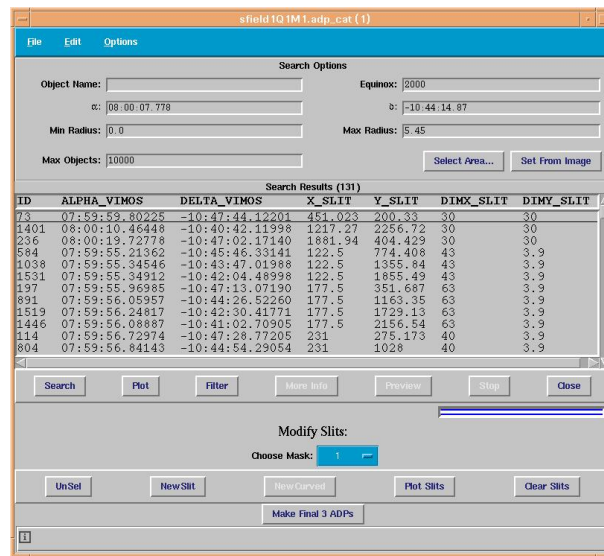 sfield1Q1M1.adp_cat (1)
File Edit Options
Search Options
Object Name: Equinox: 2000
α: 08:00:07.778 δ: -10:44:14.87
Min Radius: 0.0 Max Radius: 5.45
Max Objects: 10000 Select Area... Set From Image
Search Results (131)
ID ALPHA_VIMOS DELTA_VIMOS X_SLIT Y_SLIT DIMX_SLIT DIMY_SLIT
73 07:59:59.80225 -10:47:44.12201 451.023 200.33 30 30
1401 08:00:10.46448 -10:40:42.11998 1217.27 2256.72 30 30
236 08:00:19.72778 -10:47:02.17140 1881.94 404.429 30 30
584 07:59:55.21362 -10:45:46.33141 122.5 774.408 43 3.9
1038 07:59:55.34546 -10:43:47.01988 122.5 1355.84 43 3.9
1531 07:59:55.34912 -10:42:04.48998 122.5 1855.49 43 3.9
197 07:59:55.96985 -10:47:13.07190 177.5 351.687 63 3.9
891 07:59:56.05957 -10:44:26.52260 177.5 1163.35 63 3.9
1519 07:59:56.24817 -10:42:30.41771 177.5 1729.13 63 3.9
1446 07:59:56.08887 -10:41:02.70905 177.5 2156.54 63 3.9
114 07:59:56.72974 -10:47:28.77205 231 275.173 40 3.9
804 07:59:56.84143 -10:44:54.29054 231 1028 40 3.9
Search Plot Filter More Info Preview Stop Close
Modify Slits:
Choose Mask: 1
UnSel NewSlit NewCurved Plot Slits Clear Slits
Make Final 3 ADPs